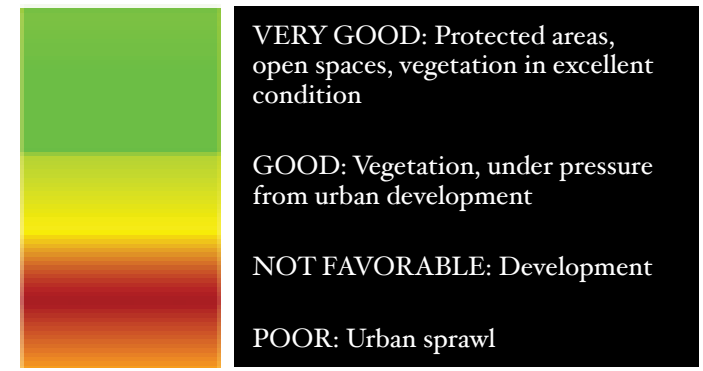 VERY GOOD: Protected areas,
open spaces, vegetation in excellent
condition
GOOD: Vegetation, under pressure
from urban development
NOT FAVORABLE: Development
POOR: Urban sprawl